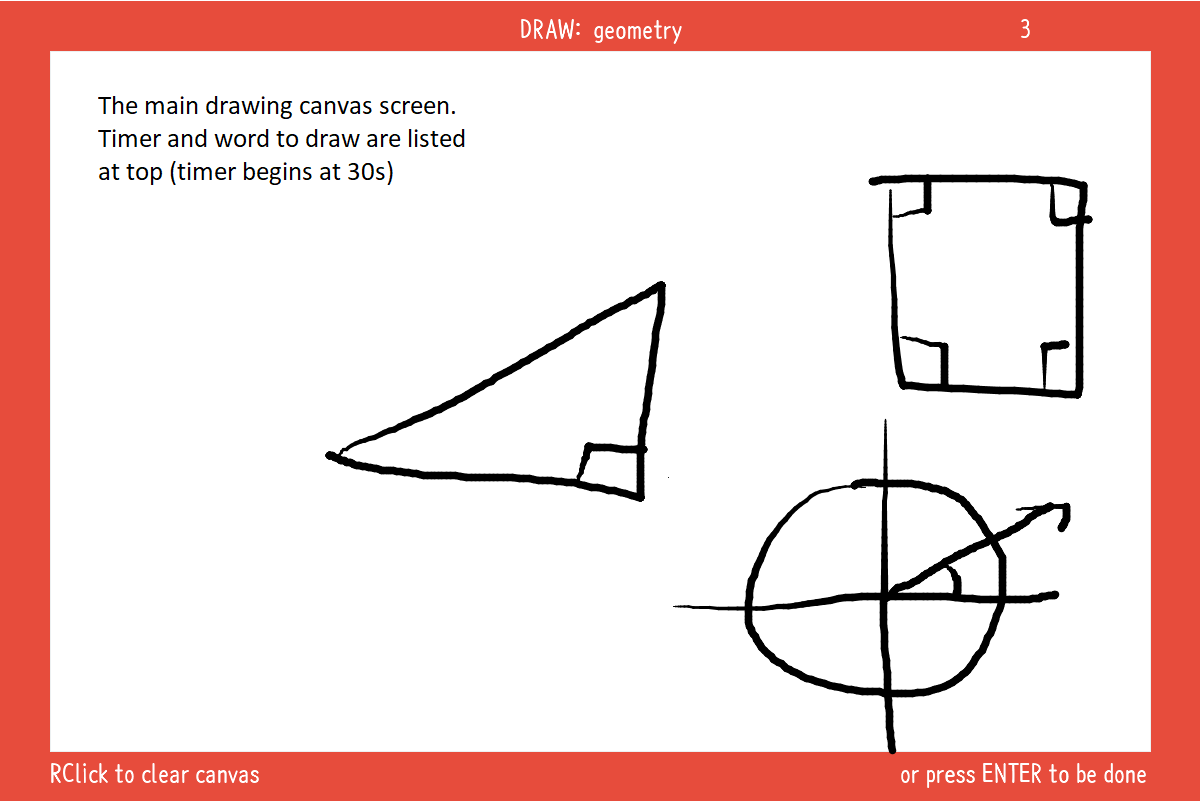 DRAW: geometry 3
The main drawing canvas screen.
Timer and word to draw are listed
at top (timer begins at 30s)
RClick to clear canvas
or press ENTER to be done